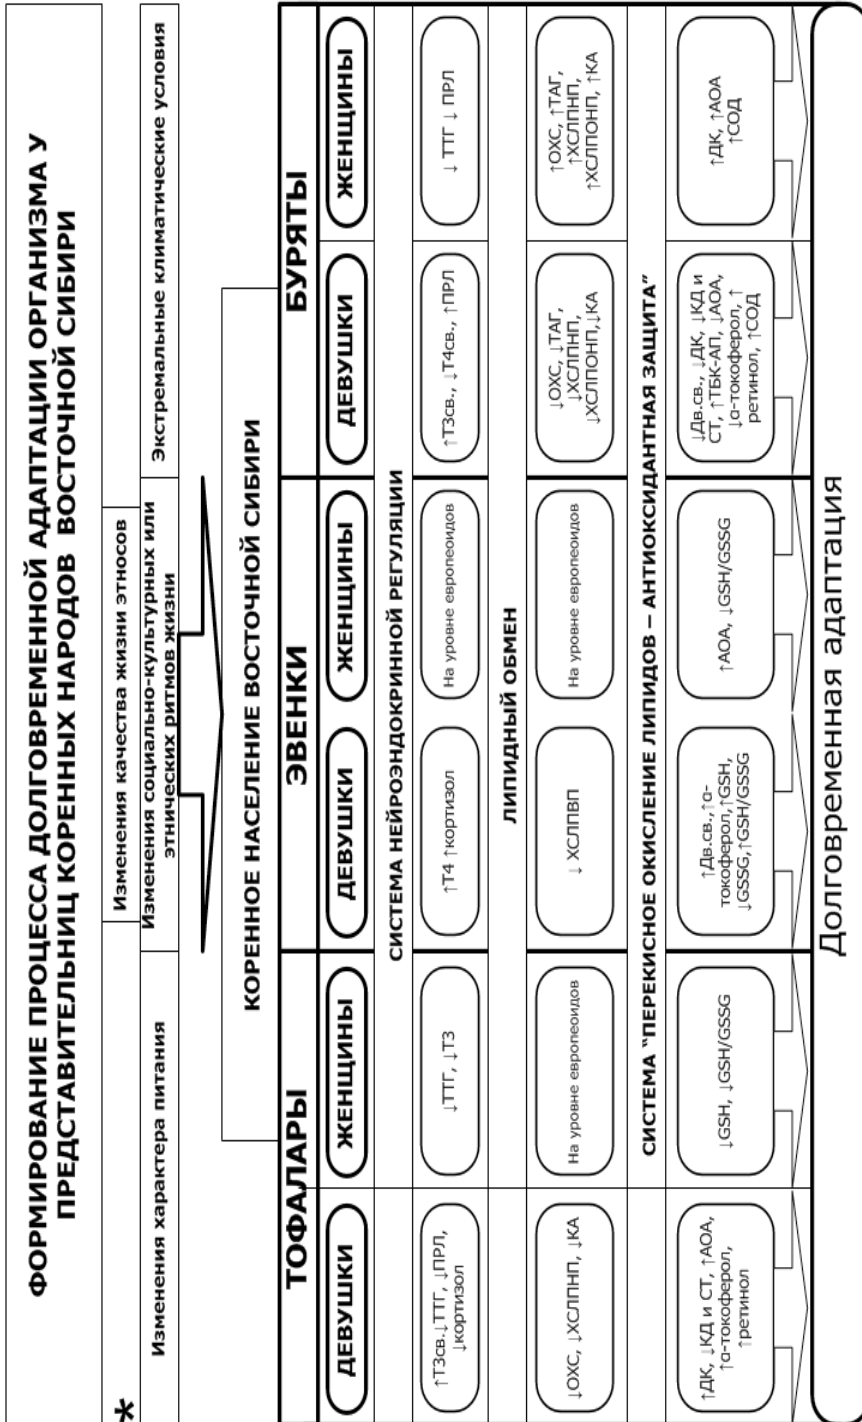 ФОРМИРОВАНИЕ ПРОЦЕССА ДОЛГОВРЕМЕННОЙ АДАПТАЦИИ ОРГАНИЗМА У
ПРЕДСТАВИТЕЛЬНИЦ КОРЕННЫХ НАРОДОВ ВОСТОЧНОЙ СИБИРИ
*
Изменения качества жизни этносов
Изменения характера питания
Изменения социально-культурных или
этнических ритмов жизни
Экстремальные климатические условия
КОРЕННОЕ НАСЕЛЕНИЕ ВОСТОЧНОЙ СИБИРИ
ТОФАЛАРЫ
ЭВЕНКИ
БУРЯТЫ
ДЕВУШКИ
ЖЕНЩИНЫ
ДЕВУШКИ
ЖЕНЩИНЫ
ДЕВУШКИ
ЖЕНЩИНЫ
СИСТЕМА НЕЙРОЭНДОКРИННОЙ РЕГУЛЯЦИИ
↑Т3св.↓ТТГ, ↓ПРЛ,
↓кортизол
↓ТТГ, ↓Т3
↑Т4 ↑кортизол
На уровне европеоидов
↑Т3св., ↓Т4св., ↑ПРЛ
↓ ТТГ ↓ ПРЛ
ЛИПИДНЫЙ ОБМЕН
↓ОХС, ↓ХСЛПНП, ↓КА
На уровне европеоидов
↓ ХСЛПВП
На уровне европеоидов
↓ОХС, ↓ТАГ,
↓ХСЛПНП,
↓ХСЛПОНП,↓КА
↑ОХС, ↑ТАГ,
↑ХСЛПНП,
↑ХСЛПОНП, ↑КА
СИСТЕМА “ПЕРЕКИСНОЕ ОКИСЛЕНИЕ ЛИПИДОВ – АНТИОКСИДАНТНАЯ ЗАЩИТА”
↑ДК, ↓КД и СТ, ↑АОА,
↑α-токоферол,
↑ретинол
↓GSH, ↓GSH/GSSG
↑Дв.св.,↑α-
токоферол,↑GSH,
↓GSSG,↑GSH/GSSG
↑АОА, ↓GSH/GSSG
↓Дв.св., ↓ДК, ↓КД и
СТ, ↑ТБК-АП, ↓АОА,
↓α-токоферол, ↑
ретинол, ↑СОД
↑ДК, ↑АОА
↑СОД
Долговременная адаптация